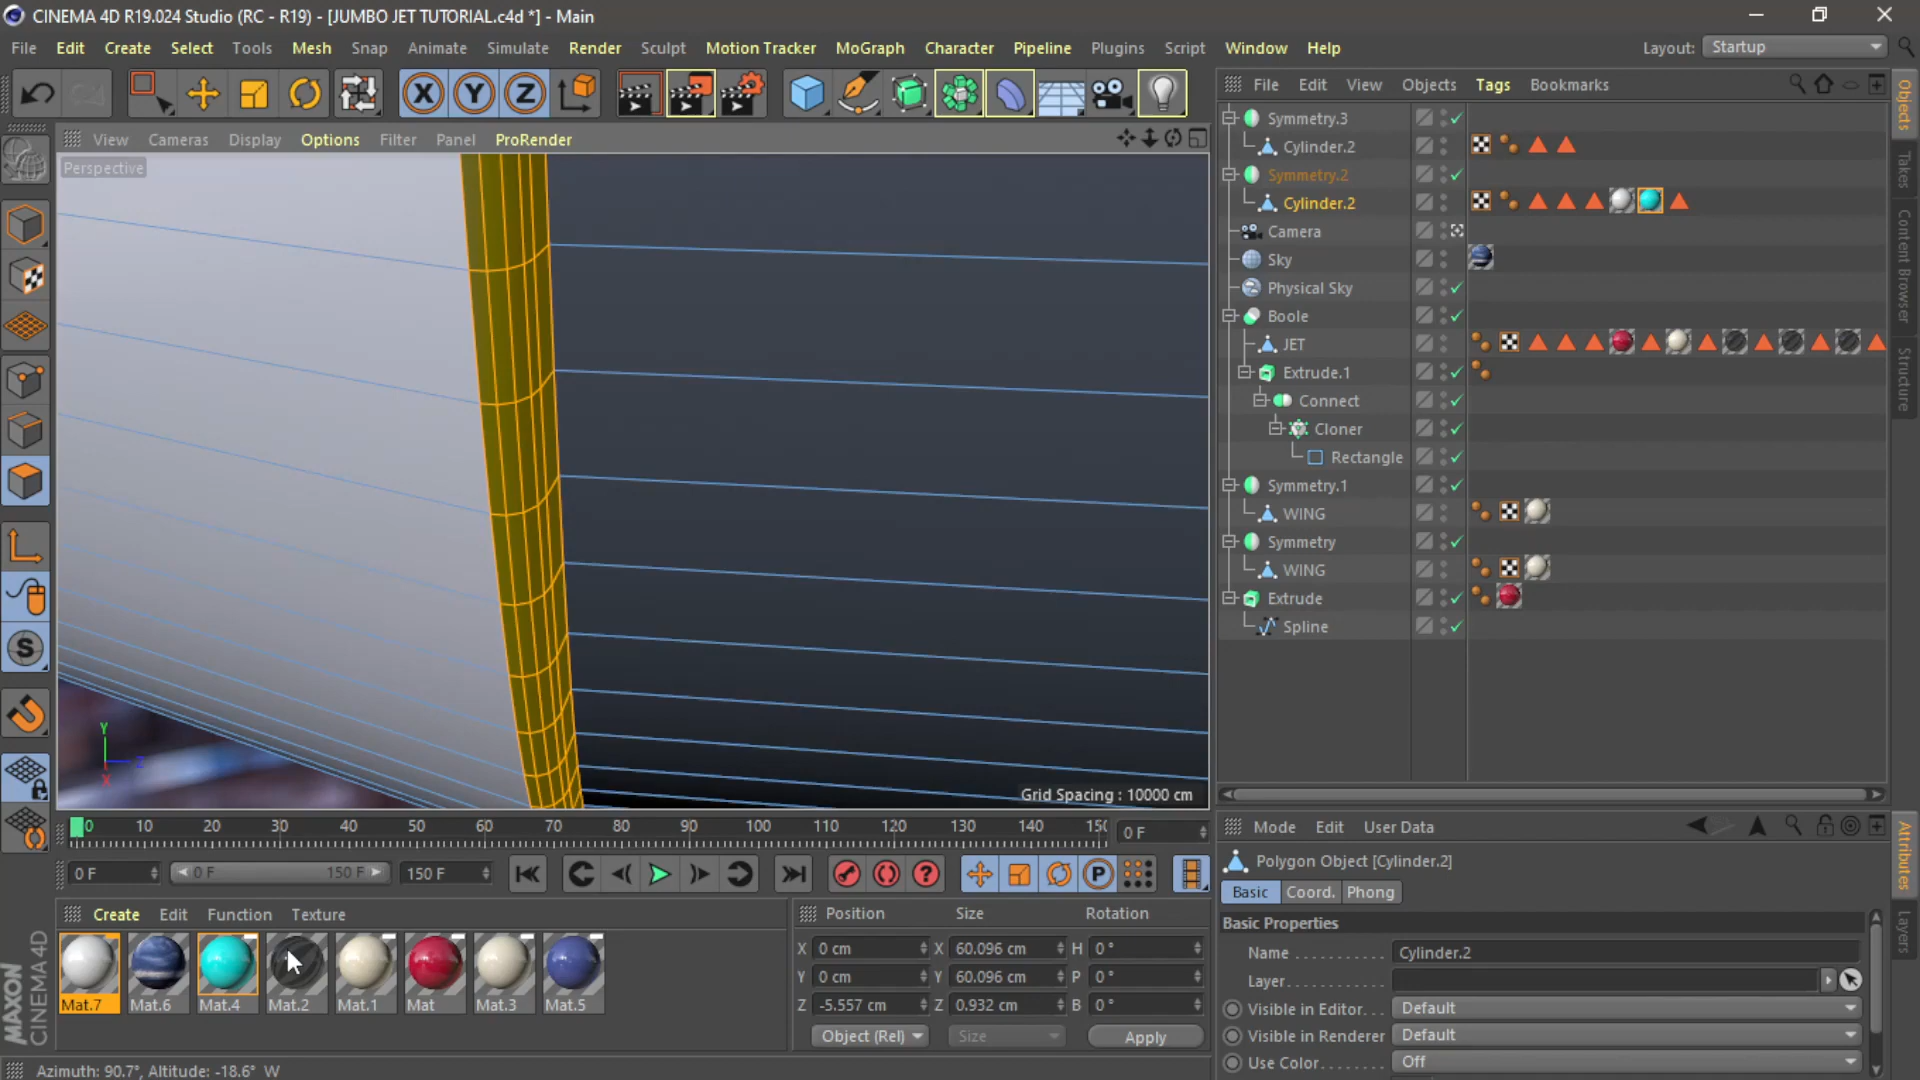 CINEMA 4D R19.024 Studio (RC - R19) - [JUMBO JET TUTORIAL.c4d *] - Main
File Edit Create Select Tools Mesh Snap Animate Simulate Render Sculpt Motion Tracker MoGraph Character Pipeline Plugins Script Window Help Layout: Startup
X Y Z
File Edit View Objects Tags Bookmarks
View Cameras Display Options Filter Panel ProRender
Perspective
Symmetry.3
Cylinder.2
Symmetry.2
Cylinder.2
Camera
Sky
Physical Sky
Boole
JET
Extrude.1
Connect
Cloner
Rectangle
Symmetry.1
WING
Symmetry
WING
Extrude
Spline
Objects
Takes
Content Browser
Structure
S
Y
Z
X
Grid Spacing : 10000 cm
0 10 20 30 40 50 60 70 80 90 100 110 120 130 140 15
0 F
0 F 0 F 150 F 150 F
P
Mode Edit User Data
Polygon Object [Cylinder.2]
Basic Coord. Phong
Basic Properties
Name Cylinder.2
Layer
Visible in Editor Default
Visible in Renderer Default
Use Color Off
Attributes
Layers
Create Edit Function Texture
Mat.7 Mat.6 Mat.4 Mat.2 Mat.1 Mat Mat.3 Mat.5
Position Size Rotation
X 0 cm X 60.096 cm H 0 °
Y 0 cm Y 60.096 cm P 0 °
Z -5.557 cm Z 0.932 cm B 0 °
Object (Rel) Size Apply
MAXON
CINEMA 4D
Azimuth: 90.7°, Altitude: -18.6° W